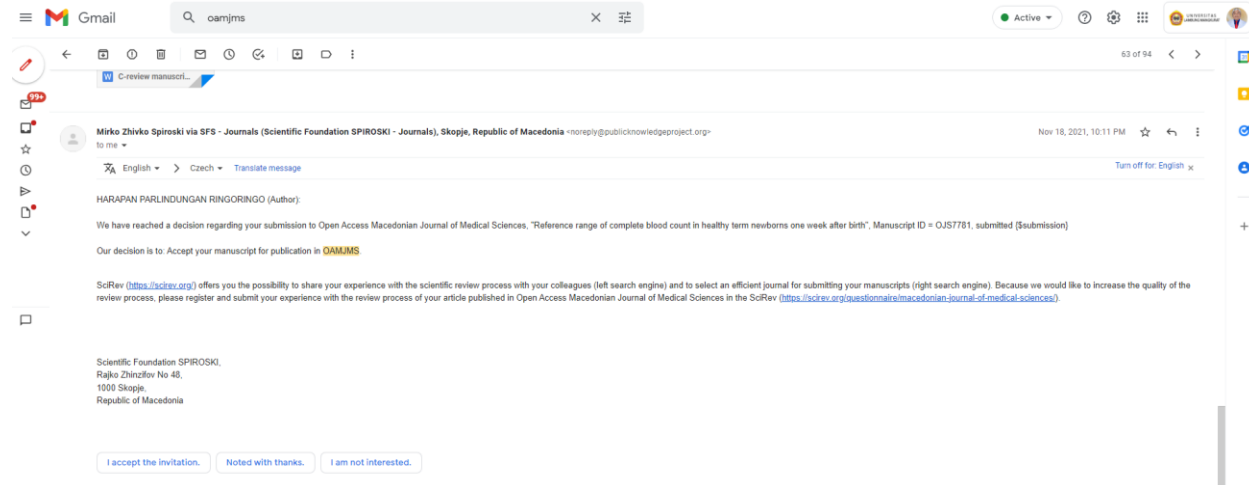 Gmail
oamjms
Active
UNIVERSITAS
63 of 94
W C-review manuscri...
99+
Mirko Zhivko Spiroski via SFS - Journals (Scientific Foundation SPIROSKI - Journals), Skopje, Republic of Macedonia <noreply@publicknowledgeproject.org>
Nov 18, 2021, 10:11 PM
to me
English > Czech Translate message
Turn off for: English x
HARAPAN PARLINDUNGAN RINGORINGO (Author):
We have reached a decision regarding your submission to Open Access Macedonian Journal of Medical Sciences, "Reference range of complete blood count in healthy term newborns one week after birth", Manuscript ID = OJS7781, submitted {$submission}
Our decision is to: Accept your manuscript for publication in OAMJMS.
SciRev (https://scirev.org/) offers you the possibility to share your experience with the scientific review process with your colleagues (left search engine) and to select an efficient journal for submitting your manuscripts (right search engine). Because we would like to increase the quality of the
review process, please register and submit your experience with the review process of your article published in Open Access Macedonian Journal of Medical Sciences in the SciRev (https://scirev.org/questionnaire/macedonian-journal-of-medical-sciences/).
Scientific Foundation SPIROSKI,
Rajko Zhinzifov No 48,
1000 Skopje,
Republic of Macedonia
I accept the invitation.
Noted with thanks.
I am not interested.